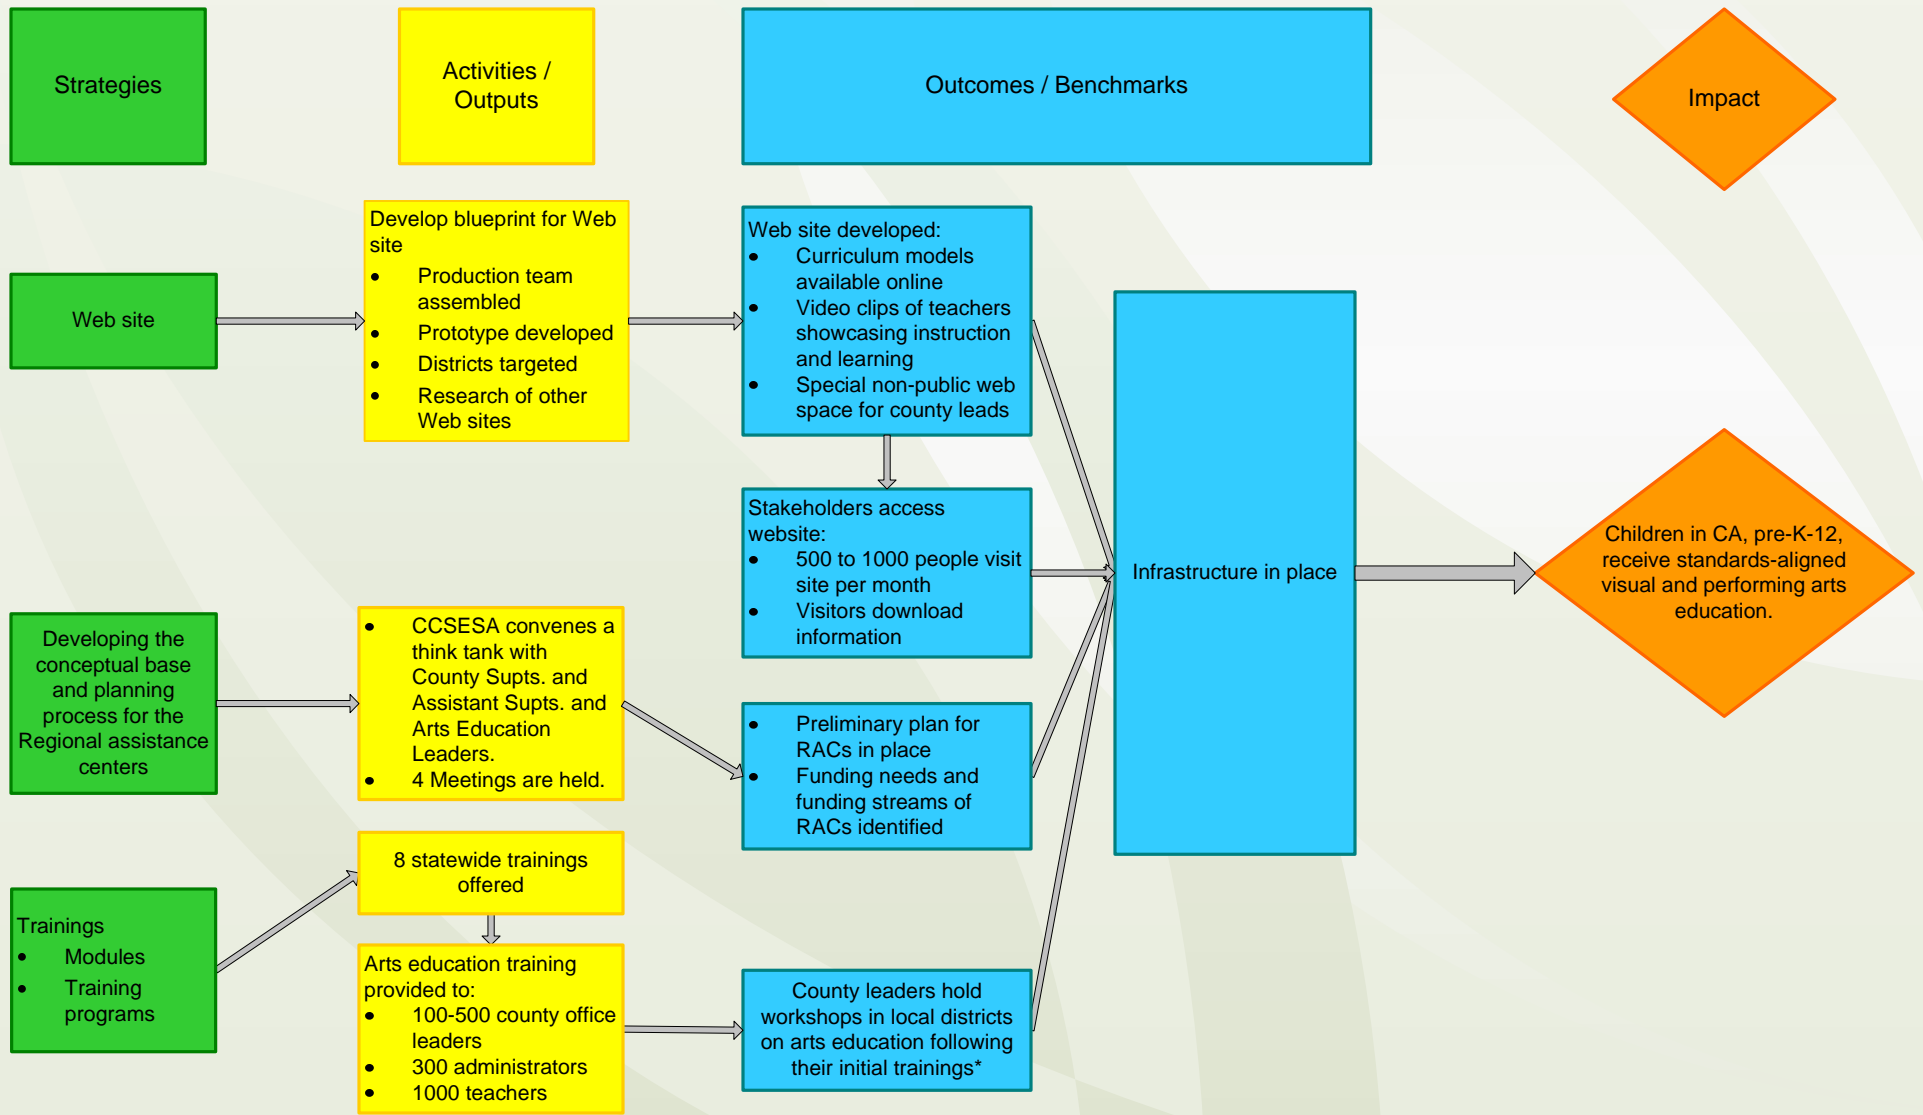 Strategies
Activities /
Outputs
Outcomes / Benchmarks
Impact
Web site
Develop blueprint for Web
site
• Production team
assembled
• Prototype developed
• Districts targeted
• Research of other
Web sites
Web site developed:
• Curriculum models
available online
• Video clips of teachers
showcasing instruction
and learning
• Special non-public web
space for county leads
Stakeholders access
website:
• 500 to 1000 people visit
site per month
• Visitors download
information
Infrastructure in place
Children in CA, pre-K-12,
receive standards-aligned
visual and performing arts
education.
Developing the
conceptual base
and planning
process for the
Regional assistance
centers
• CCSESA convenes a
think tank with
County Supts. and
Assistant Supts. and
Arts Education
Leaders.
• 4 Meetings are held.
• Preliminary plan for
RACs in place
• Funding needs and
funding streams of
RACs identified
Trainings
• Modules
• Training
programs
8 statewide trainings
offered
Arts education training
provided to:
• 100-500 county office
leaders
• 300 administrators
• 1000 teachers
County leaders hold
workshops in local districts
on arts education following
their initial trainings*